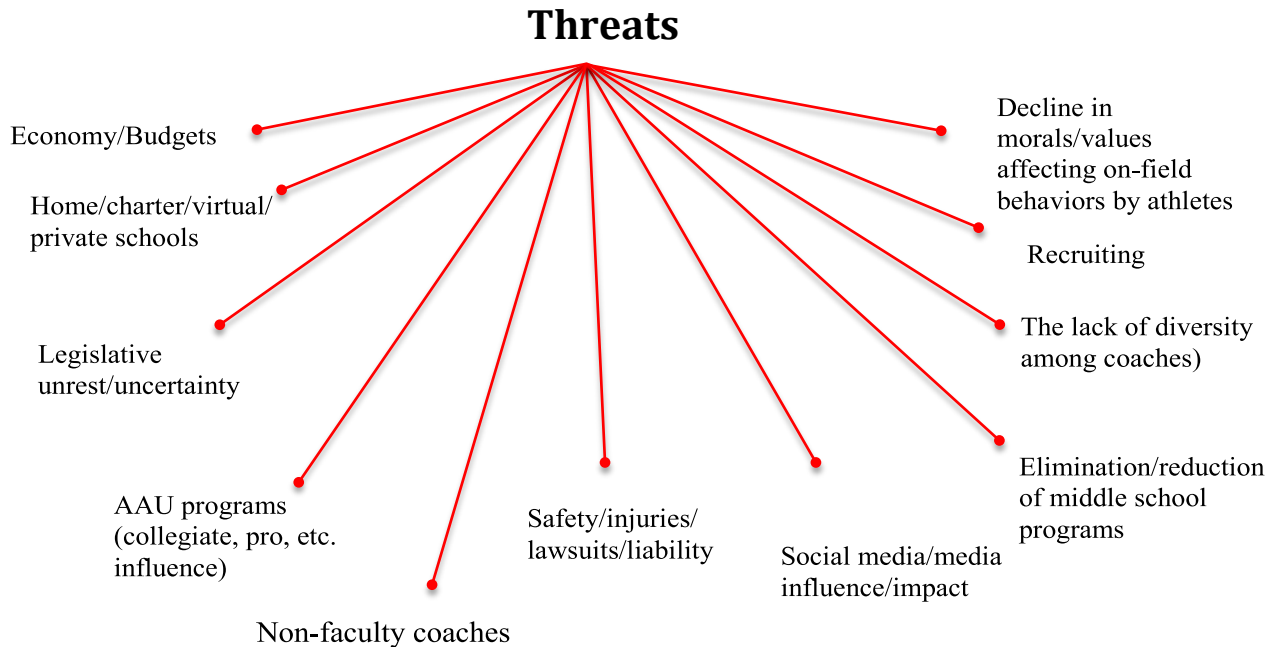 Threats
Economy/Budgets
Home/charter/virtual/
private schools
Legislative
unrest/uncertainty
AAU programs
(collegiate, pro, etc.
influence)
Non-faculty coaches
Safety/injuries/
lawsuits/liability
Social media/media
influence/impact
Elimination/reduction
of middle school
programs
The lack of diversity
among coaches)
Recruiting
Decline in
morals/values
affecting on-field
behaviors by athletes